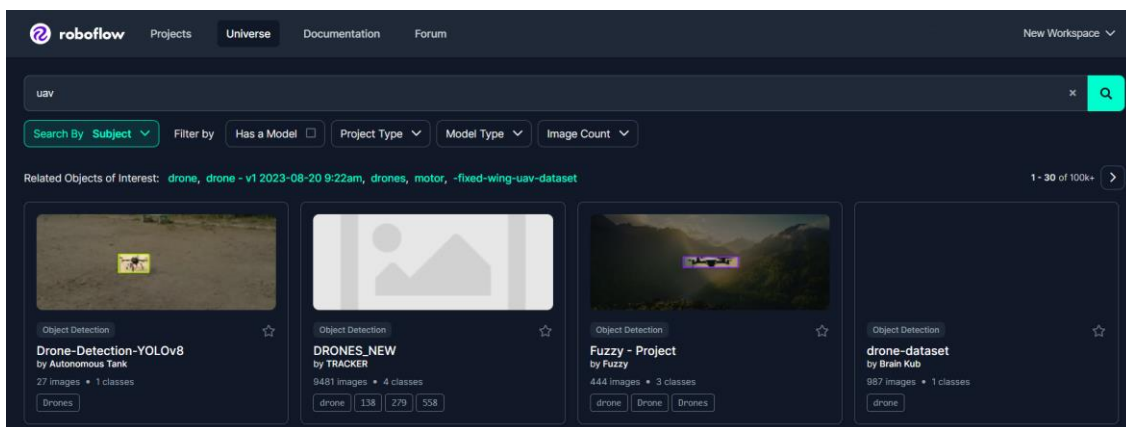 roboflow Projects Universe Documentation Forum New Workspace
uav
Search By Subject Filter by Has a Model Project Type Model Type Image Count
Related Objects of Interest: drone, drone - v1 2023-08-20 9:22am, drones, motor, -fixed-wing-uav-dataset 1 - 30 of 100k+
Object Detection
Drone-Detection-YOLOv8
by Autonomous Tank
27 images • 1 classes
Drones
Object Detection
DRONES_NEW
by TRACKER
9481 images • 4 classes
drone 138 279 558
Object Detection
Fuzzy - Project
by Fuzzy
444 images • 3 classes
drone Drone Drones
Object Detection
drone-dataset
by Brain Kub
987 images • 1 classes
drone